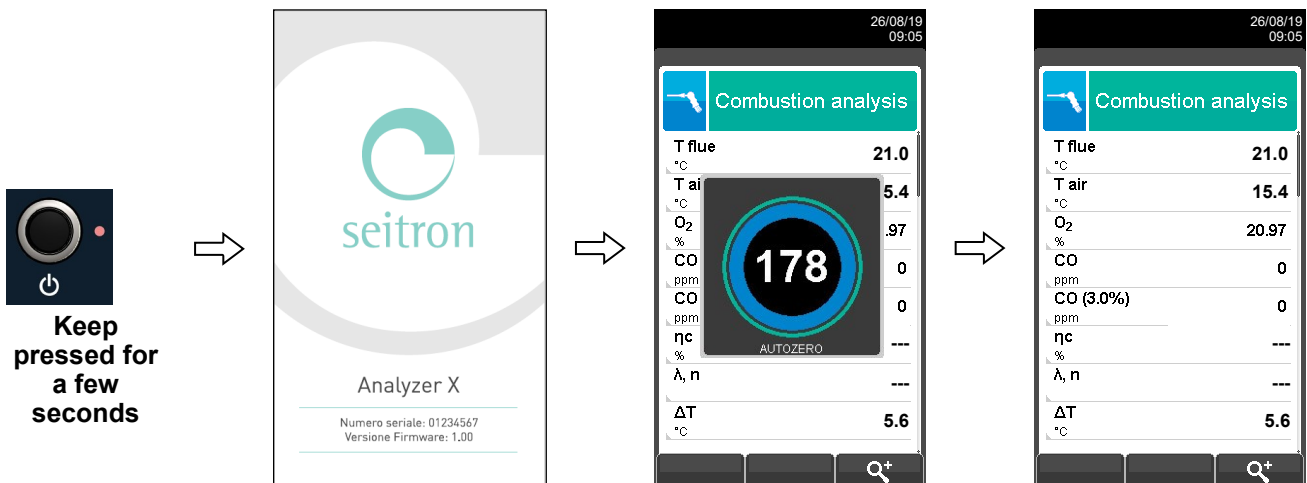 Keep
pressed for
a few
seconds
seitron
Analyzer X
Numero seriale: 01234567
Versione Firmware: 1.00
26/08/19
09:05
Combustion analysis
T flue
°C
21.0
T ai
°C
5.4
O2
%
.97
CO
ppm
0
CO
ppm
0
ηc
%
---
λ, n
---
ΔT
°C
5.6
178
AUTOZERO
26/08/19
09:05
Combustion analysis
T flue
°C
21.0
T air
°C
15.4
O2
%
20.97
CO
ppm
0
CO (3.0%)
ppm
0
ηc
%
---
λ, n
---
ΔT
°C
5.6